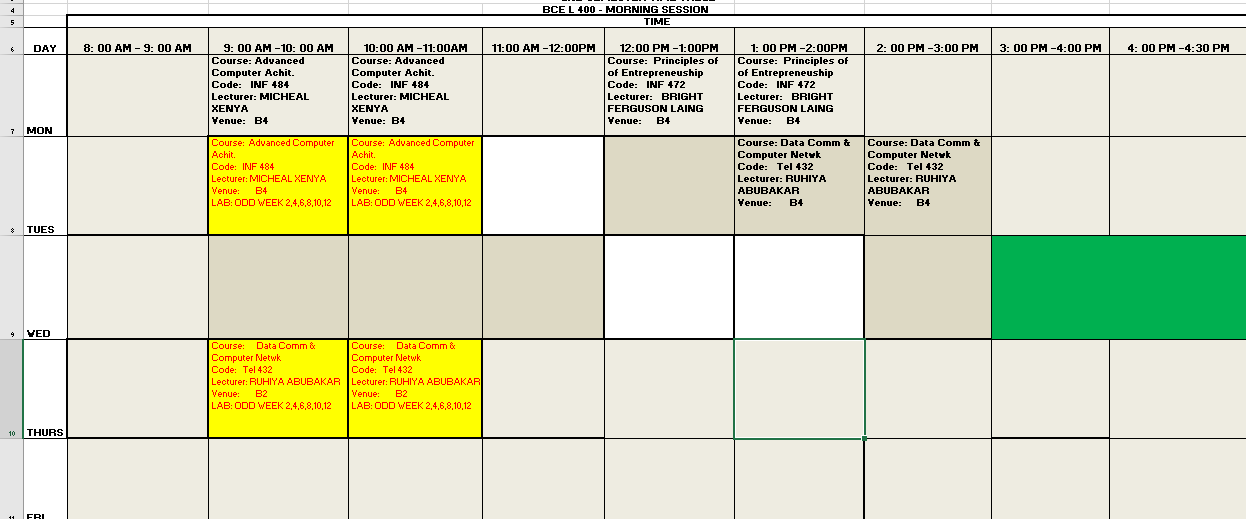 4
BCE L 400 - MORNING SESSION
5
TIME
6
DAY
8: 00 AM - 9: 00 AM
9: 00 AM -10: 00 AM
10:00 AM -11:00AM
11:00 AM -12:00PM
12:00 PM -1:00PM
1: 00 PM -2:00PM
2: 00 PM -3:00 PM
3: 00 PM -4:00 PM
4: 00 PM -4:30 PM
7
MON
Course: Advanced
Computer Achit.
Code: INF 484
Lecturer: MICHEAL
XENYA
Venue: B4
Course: Advanced
Computer Achit.
Code: INF 484
Lecturer: MICHEAL
XENYA
Venue: B4
Course: Principles of
of Entrepreneuship
Code: INF 472
Lecturer: BRIGHT
FERGUSON LAING
Venue: B4
Course: Principles of
of Entrepreneuship
Code: INF 472
Lecturer: BRIGHT
FERGUSON LAING
Venue: B4
8
TUES
Course: Advanced Computer
Achit.
Code: INF 484
Lecturer: MICHEAL XENYA
Venue: B4
LAB: ODD WEEK 2,4,6,8,10,12
Course: Advanced Computer
Achit.
Code: INF 484
Lecturer: MICHEAL XENYA
Venue: B4
LAB: ODD WEEK 2,4,6,8,10,12
Course: Data Comm &
Computer Netwk
Code: Tel 432
Lecturer: RUHIYA
ABUBAKAR
Venue: B4
Course: Data Comm &
Computer Netwk
Code: Tel 432
Lecturer: RUHIYA
ABUBAKAR
Venue: B4
9
WED
10
THURS
Course: Data Comm &
Computer Netwk
Code: Tel 432
Lecturer: RUHIYA ABUBAKAR
Venue: B2
LAB: ODD WEEK 2,4,6,8,10,12
Course: Data Comm &
Computer Netwk
Code: Tel 432
Lecturer: RUHIYA ABUBAKAR
Venue: B2
LAB: ODD WEEK 2,4,6,8,10,12
11
FRI